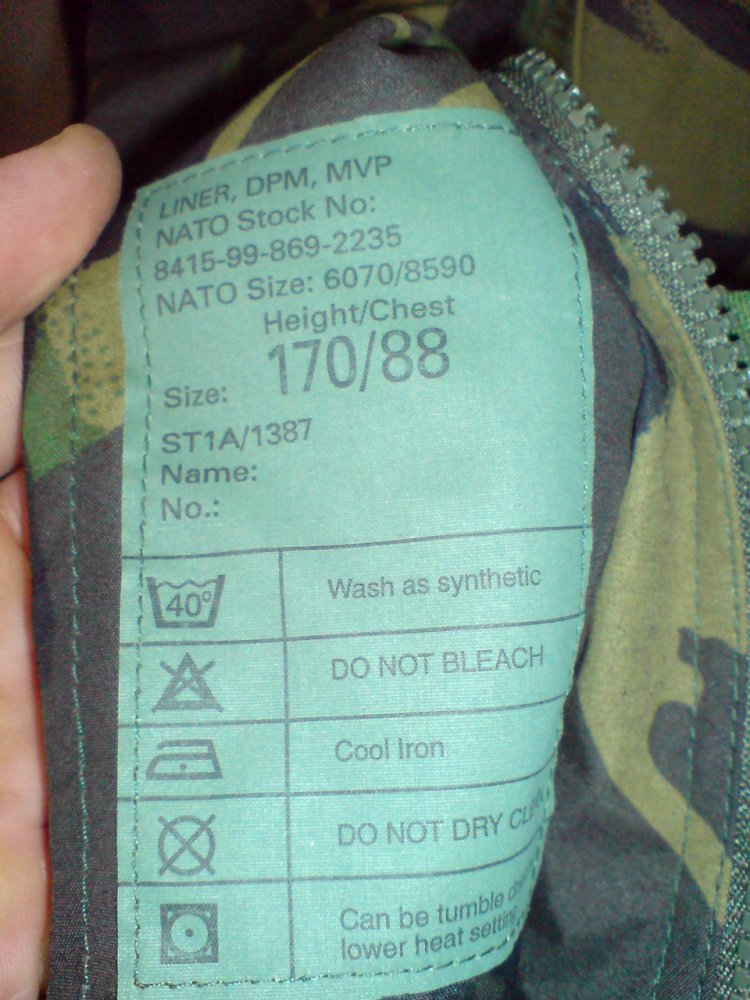 LINER, DPM, MVP
NATO Stock No:
8415-99-869-2235
NATO Size: 6070/8590
Height/Chest
Size: 170/88
ST1A/1387
Name:
No.:
40° Wash as synthetic
DO NOT BLEACH
Cool Iron
DO NOT DRY
Can be tumble
lower heat setting